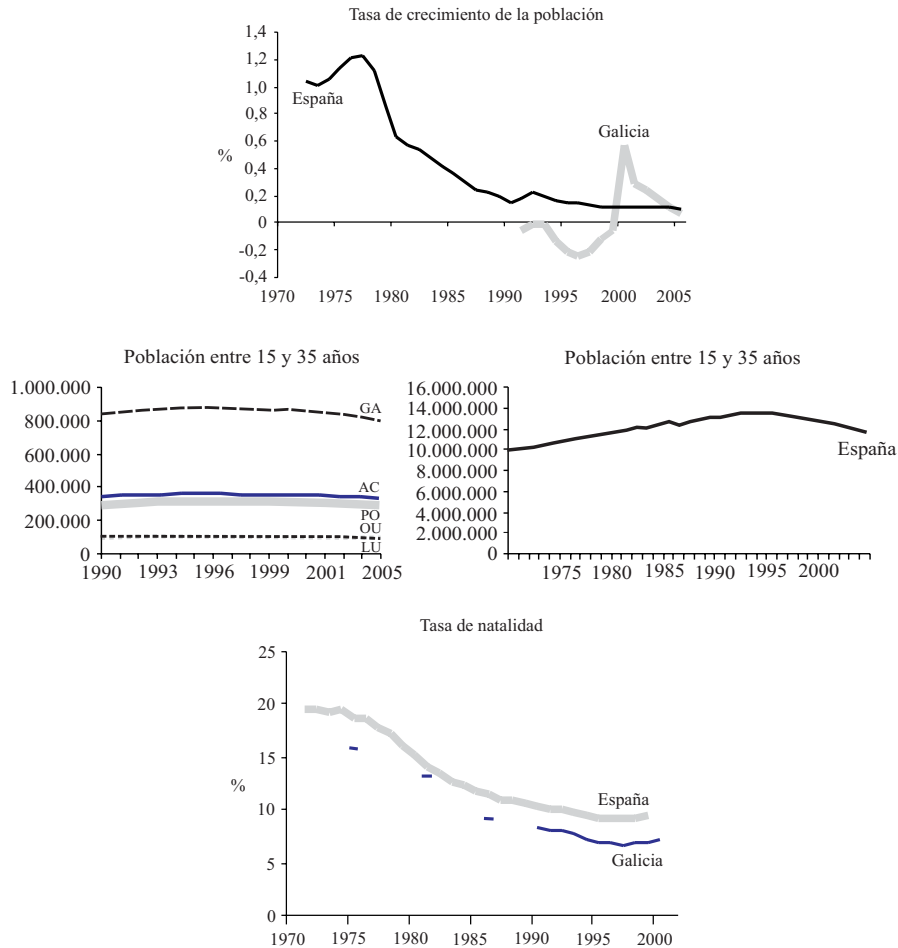 Tasa de crecimiento de la población
1,4
1,2
1,0
0,8
0,6
0,4
0,2
0
-0,2
-0,4
%
España
Galicia
1970 1975 1980 1985 1990 1995 2000 2005
Población entre 15 y 35 años
1.000.000
800.000
600.000
400.000
200.000
0
GA
AC
PO
OU
LU
1990 1993 1996 1999 2001 2005
Población entre 15 y 35 años
16.000.000
14.000.000
12.000.000
10.000.000
8.000.000
6.000.000
4.000.000
2.000.000
0
España
1975 1980 1985 1990 1995 2000
Tasa de natalidad
25
20
15
10
5
0
%
España
Galicia
1970 1975 1980 1985 1990 1995 2000